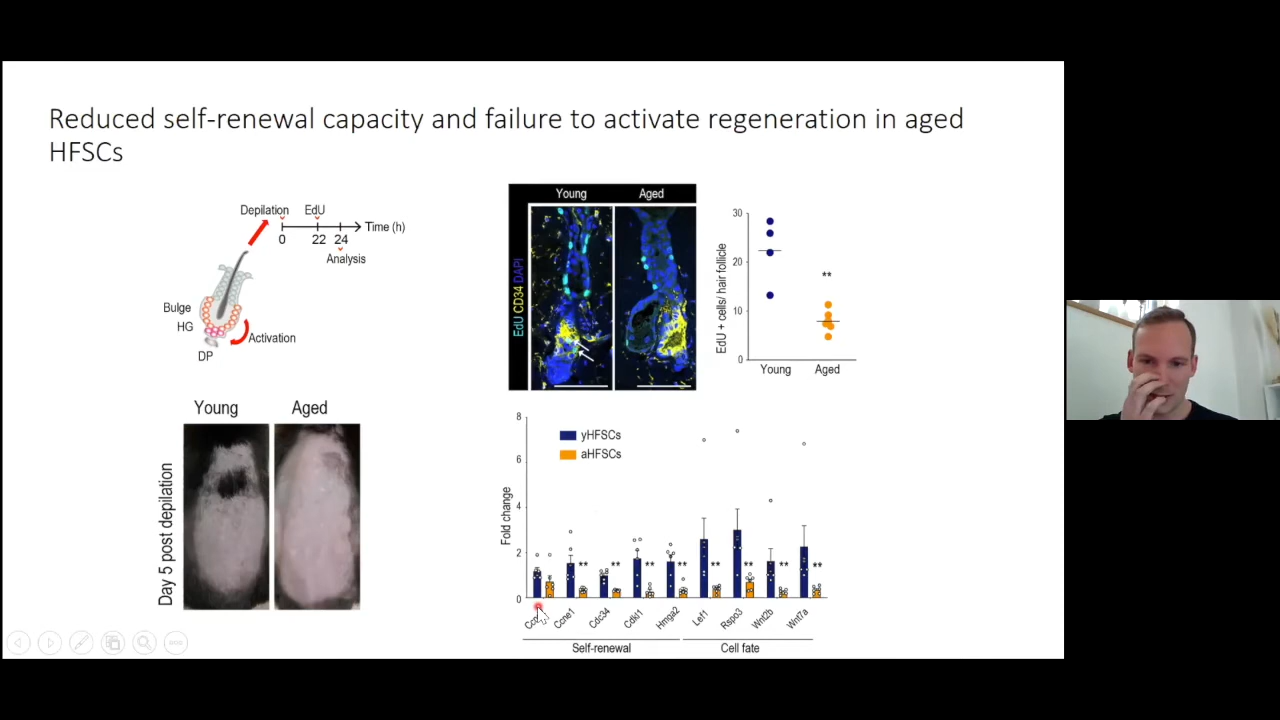 Reduced self-renewal capacity and failure to activate regeneration in aged
HFSCs
Depilation
EdU
Time (h)
0 22 24
Analysis
Bulge
HG
DP
Activation
Young Aged
Day 5 post depilation
Young Aged
EdU CD34 DAPI
EdU + cells/ hair follicle
30
20
10
0
**
Young Aged
Fold change
8
6
4
2
0
yHFSCs
aHFSCs
** ** ** ** ** ** ** **
Ccne1 Cdc34 Cdkl1 Hmga2 Lef1 Rspo3 Wnt2b Wnt7a
Self-renewal Cell fate